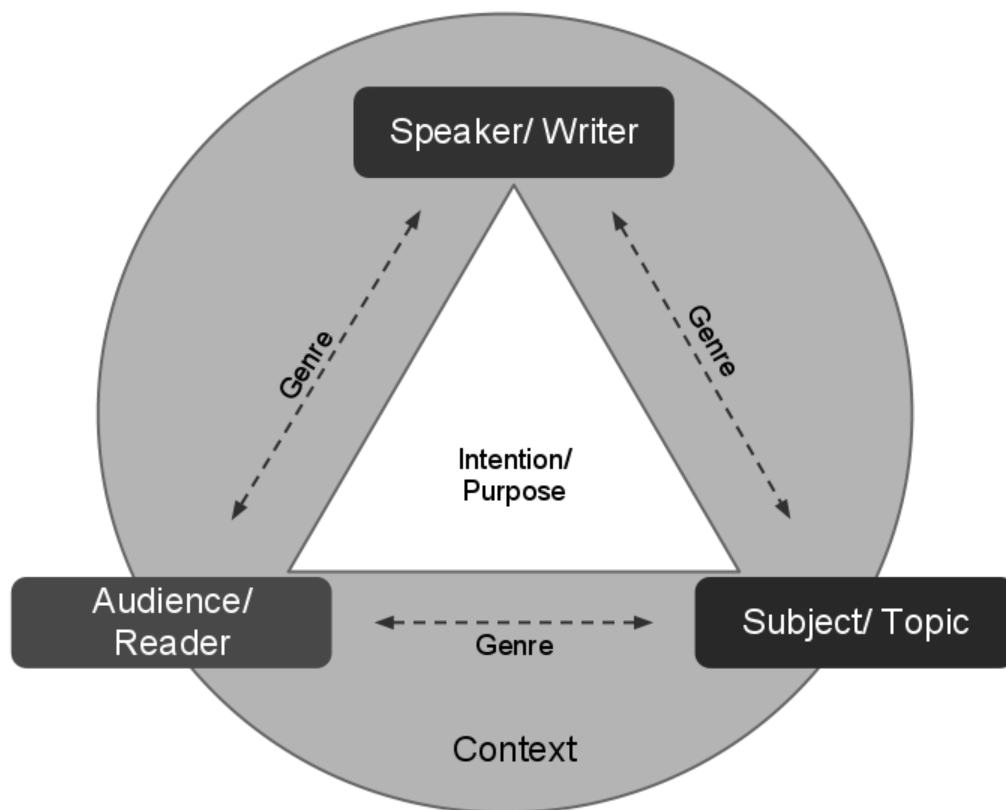 Speaker/ Writer
Genre
Genre
Intention/
Purpose
Audience/
Reader
Genre
Subject/ Topic
Context